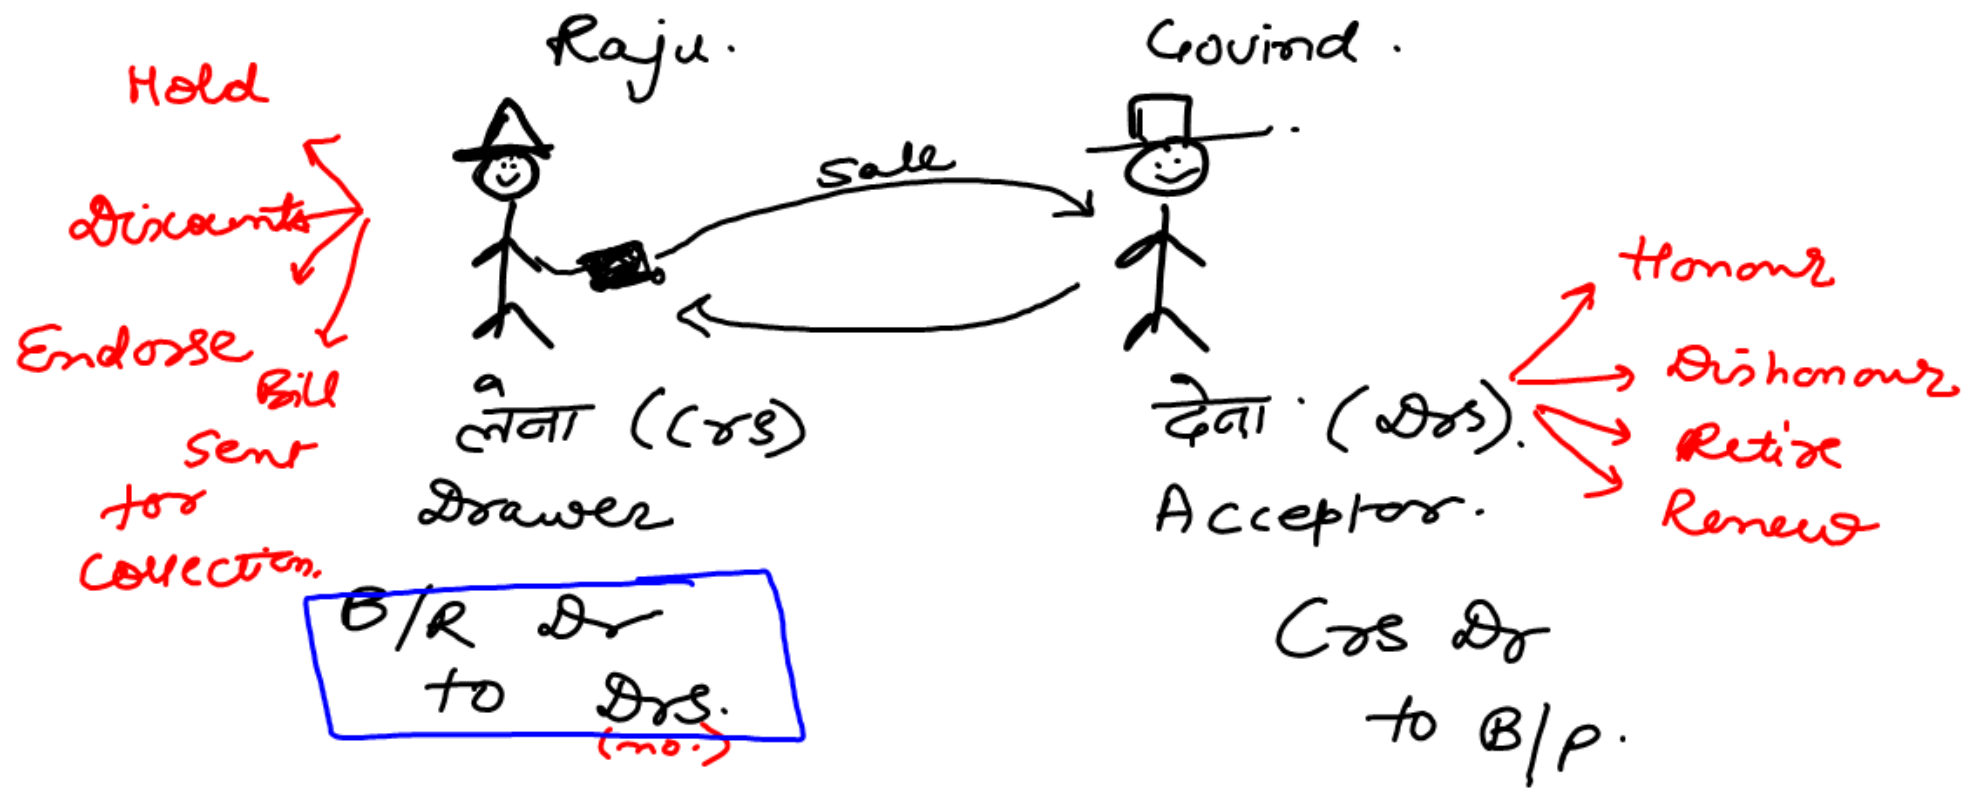 Raju.
Govind.
Hold
Discounts
Endorse
Bill
sent
for
collection.
Sale
लेना (Crs)
Drawer
B/R Dr
to Drs.
(no.)
देना (Drs).
Acceptor.
Crs Dr
to B/P.
Honour
Dishonour
Retire
Renew